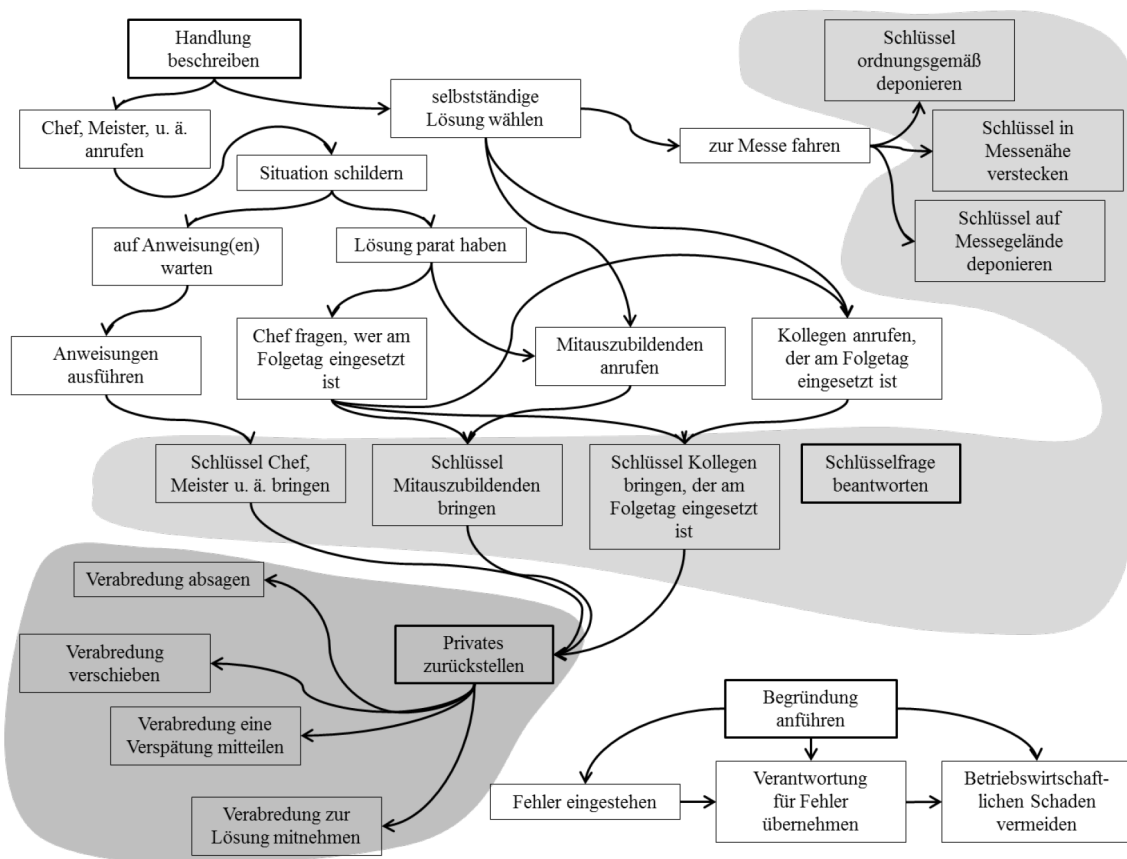 Handlung
beschreiben
Schlüssel
ordnungsgemäß
deponieren
selbstständige
Lösung wählen
Chef, Meister, u. ä.
anrufen
zur Messe fahren
Schlüssel in
Messenähe
verstecken
Situation schildern
auf Anweisung(en)
warten
Lösung parat haben
Schlüssel auf
Messegelände
deponieren
Anweisungen
ausführen
Chef fragen, wer am
Folgetag eingesetzt
ist
Mitauszubildenden
anrufen
Kollegen anrufen,
der am Folgetag
eingesetzt ist
Schlüssel Chef,
Meister u. ä. bringen
Schlüssel
Mitauszubildenden
bringen
Schlüssel Kollegen
bringen, der am
Folgetag eingesetzt
ist
Schlüsselfrage
beantworten
Verabredung absagen
Privates
zurückstellen
Verabredung
verschieben
Verabredung eine
Verspätung mitteilen
Verabredung zur
Lösung mitnehmen
Begründung
anführen
Fehler eingestehen
Verantwortung
für Fehler
übernehmen
Betriebswirtschaft-
lichen Schaden
vermeiden